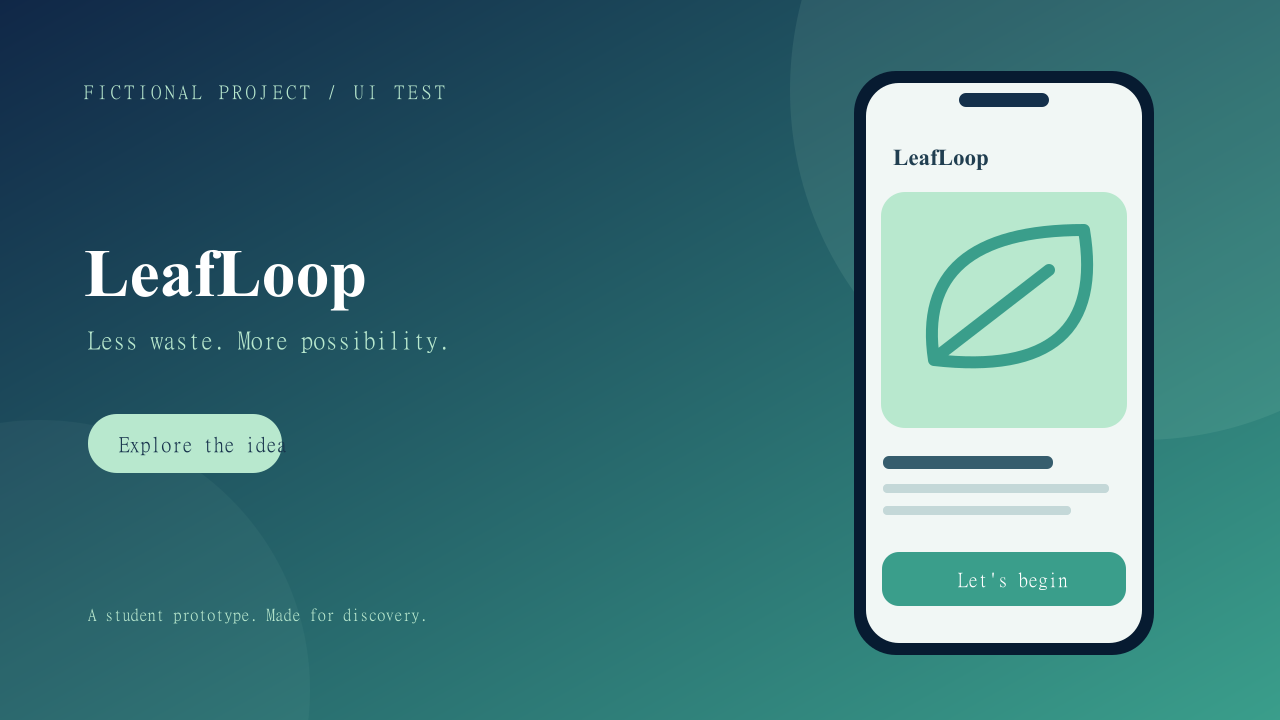 FICTIONAL PROJECT / UI TEST
LeafLoop
Less waste. More possibility.
Explore the idea
A student prototype. Made for discovery.
LeafLoop
Let's begin